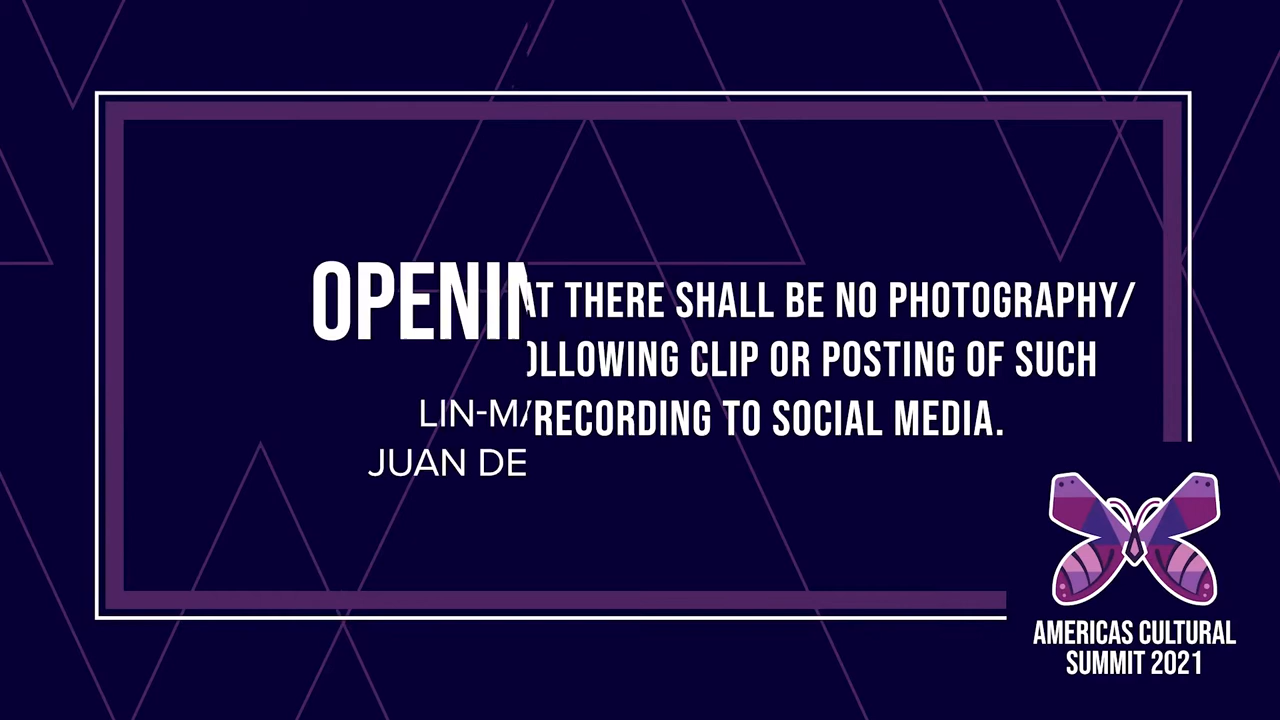 OPENIN
AT THERE SHALL BE NO PHOTOGRAPHY/
OLLOWING CLIP OR POSTING OF SUCH
LIN-MA
RECORDING TO SOCIAL MEDIA.
JUAN DE
AMERICAS CULTURAL
SUMMIT 2021